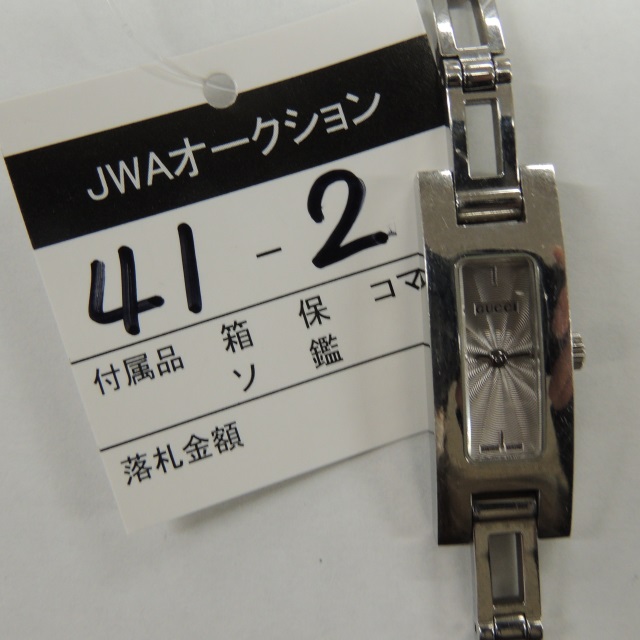 JWAオークション
41-2
付属品 箱 保 コマ
ソ 鑑
落札金額
GUCCI